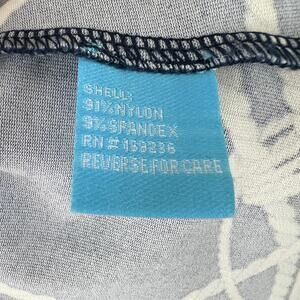 SHELL:
91% NYLON
9% SPANDEX
RN # 159236
REVERSE FOR CARE